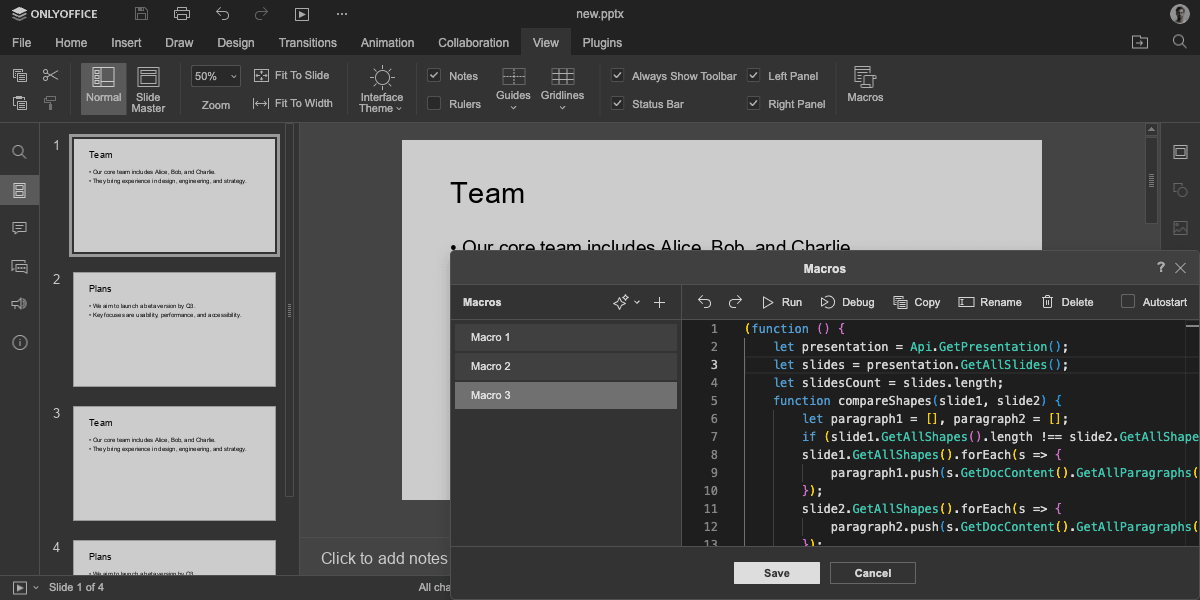 ONLYOFFICE
new.pptx
File Home Insert Draw Design Transitions Animation Collaboration View Plugins
Normal
Slide Master
50%
Zoom
Fit To Slide
Fit To Width
Interface Theme
Notes
Rulers
Guides
Gridlines
Always Show Toolbar
Status Bar
Left Panel
Right Panel
Macros
1
Team
• Our core team includes Alice, Bob, and Charlie.
• They bring experience in design, engineering, and strategy.
2
Plans
• We aim to launch a beta version by Q3.
• Key focuses are usability, performance, and accessibility.
3
Team
• Our core team includes Alice, Bob, and Charlie.
• They bring experience in design, engineering, and strategy.
4
Plans
• We aim to launch a beta version by Q3.
Team
• Our core team includes Alice, Bob, and Charlie.
Click to add notes
Slide 1 of 4
All cha
Macros
?
Macros
Run Debug Copy Rename Delete Autostart
Macro 1
Macro 2
Macro 3
1 (function () {
2 let presentation = Api.GetPresentation();
3 let slides = presentation.GetAllSlides();
4 let slidesCount = slides.length;
5 function compareShapes(slide1, slide2) {
6 let paragraph1 = [], paragraph2 = [];
7 if (slide1.GetAllShapes().length !== slide2.GetAllShape
8 slide1.GetAllShapes().forEach(s => {
9 paragraph1.push(s.GetDocContent().GetAllParagraphs(
10 });
11 slide2.GetAllShapes().forEach(s => {
12 paragraph2.push(s.GetDocContent().GetAllParagraphs(
13 });
Save
Cancel